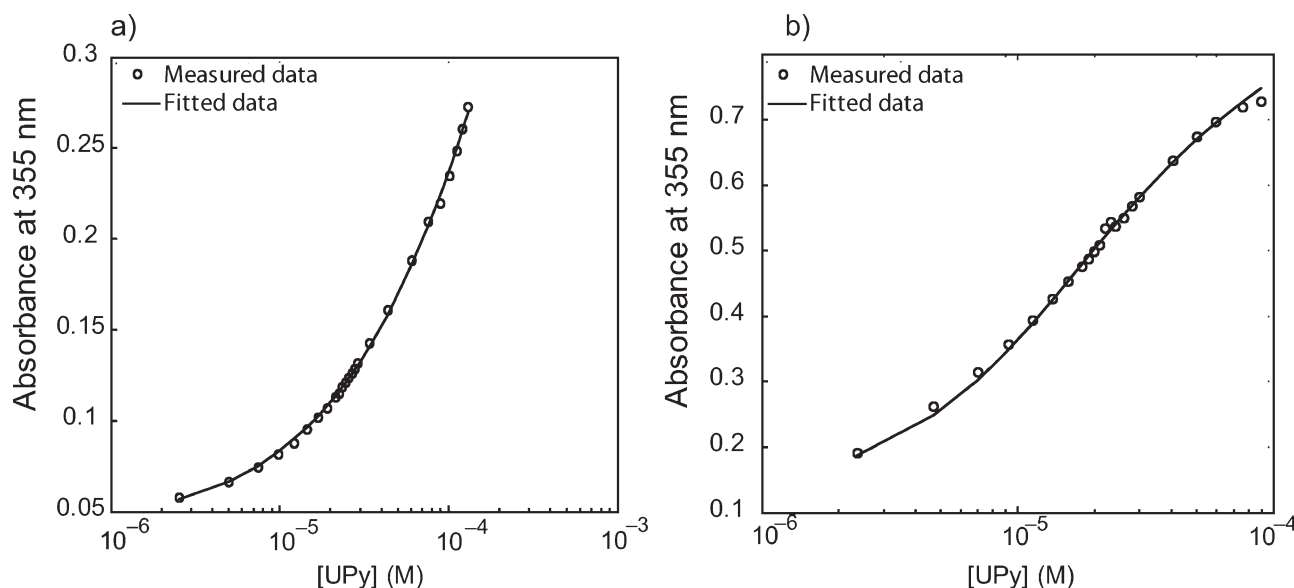 a)
Absorbance at 355 nm
0.3
0.25
0.2
0.15
0.1
0.05
Measured data
Fitted data
10⁻⁶
10⁻⁵
10⁻⁴
10⁻³
[UPy] (M)
b)
Absorbance at 355 nm
0.7
0.6
0.5
0.4
0.3
0.2
0.1
Measured data
Fitted data
10⁻⁶
10⁻⁵
10⁻⁴
[UPy] (M)